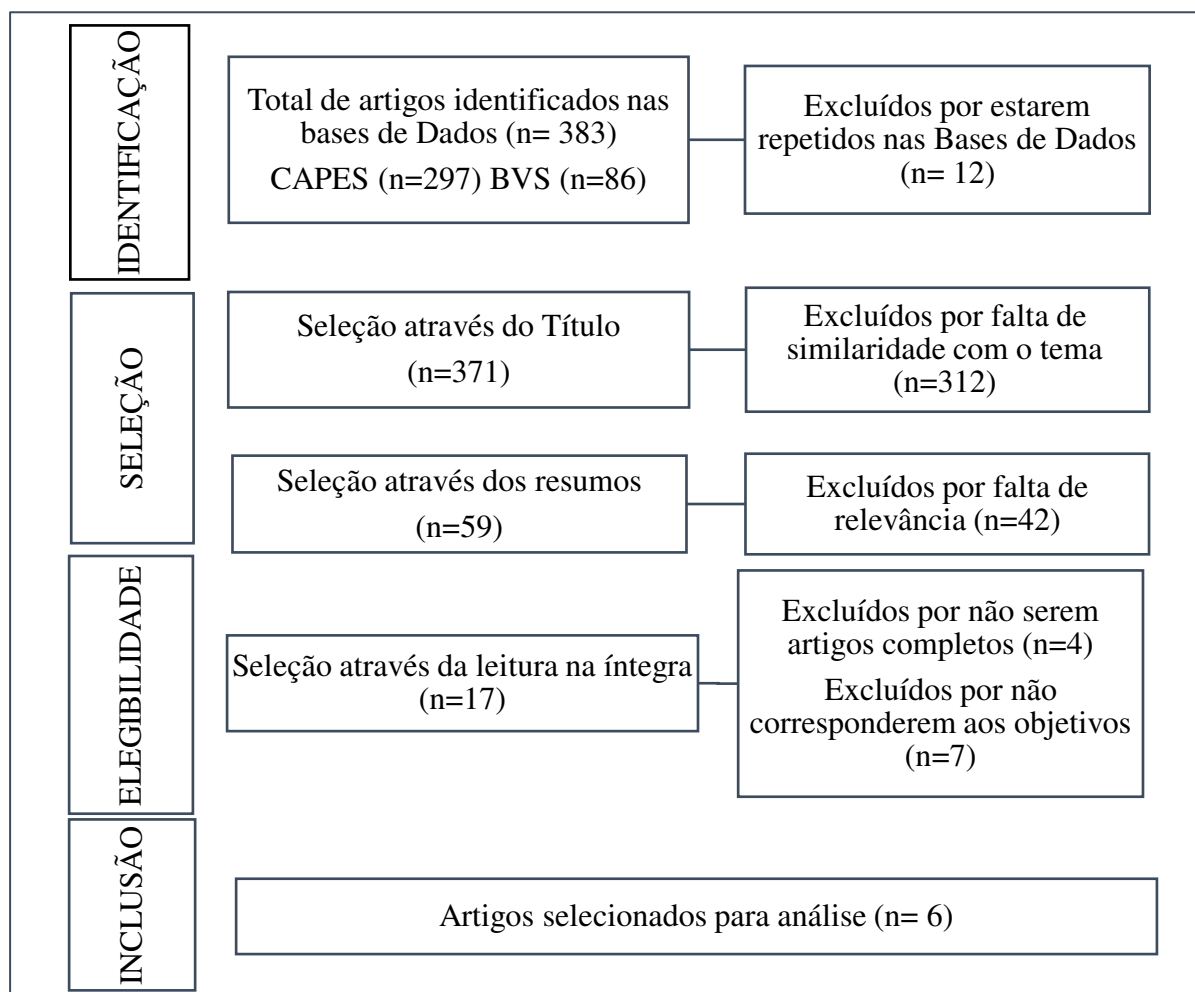 IDENTIFICAÇÃO
Total de artigos identificados nas
bases de Dados (n= 383)
CAPES (n=297) BVS (n=86)
Excluídos por estarem
repetidos nas Bases de Dados
(n= 12)
SELEÇÃO
Seleção através do Título
(n=371)
Excluídos por falta de
similaridade com o tema
(n=312)
Seleção através dos resumos
(n=59)
Excluídos por falta de
relevância (n=42)
ELEGIBILIDADE
Seleção através da leitura na íntegra
(n=17)
Excluídos por não serem
artigos completos (n=4)
Excluídos por não
corresponderem aos objetivos
(n=7)
INCLUSÃO
Artigos selecionados para análise (n= 6)